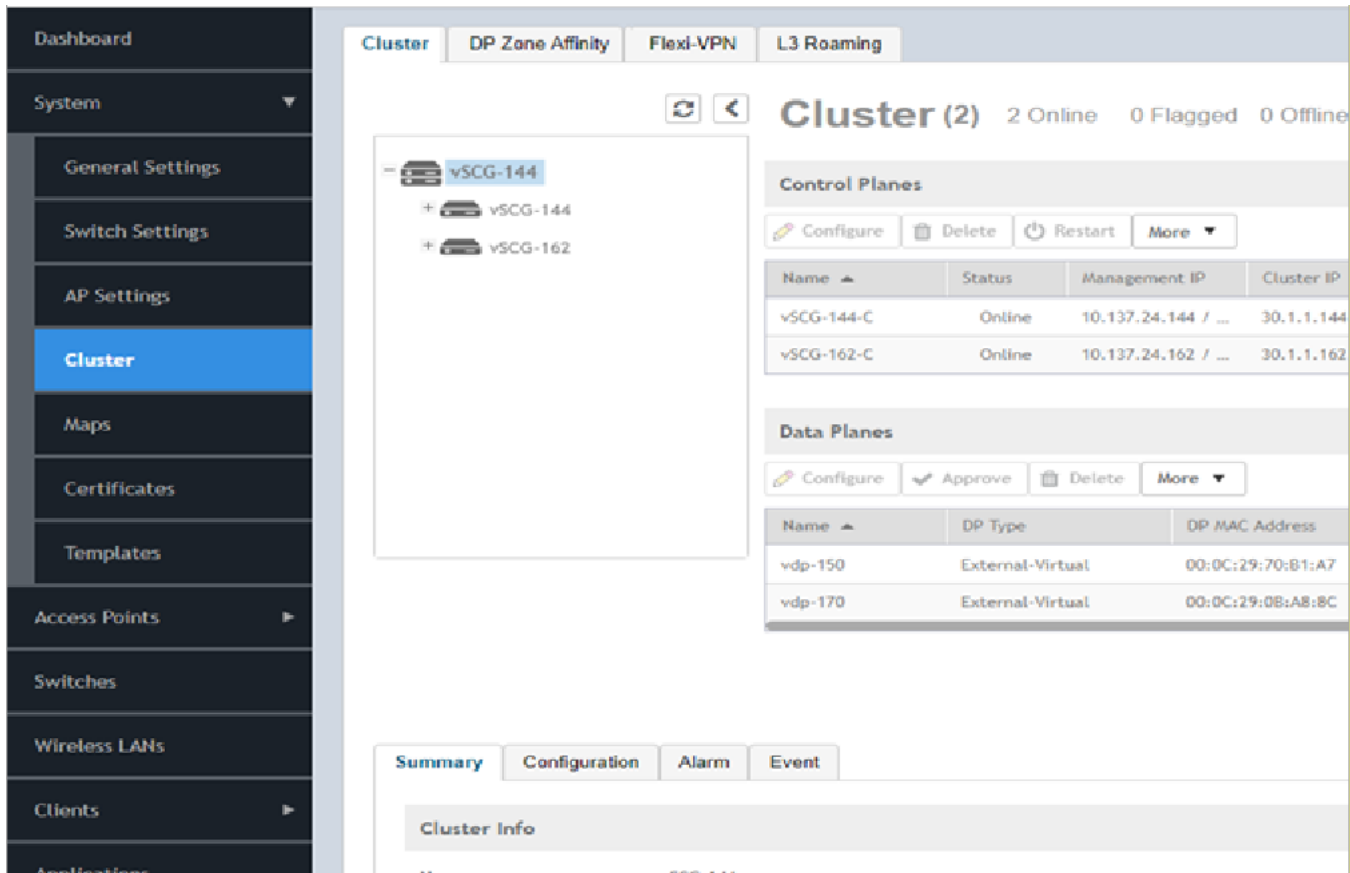 Dashboard
System
General Settings
Switch Settings
AP Settings
Cluster
Maps
Certificates
Templates
Access Points
Switches
Wireless LANs
Clients
Applications
Cluster DP Zone Affinity Flexi-VPN L3 Roaming
vSCG-144
vSCG-144
vSCG-162
Cluster (2) 2 Online 0 Flagged 0 Offline
Control Planes
Configure Delete Restart More
Name Status Management IP Cluster IP
vSCG-144-C Online 10.137.24.144 / ... 30.1.1.144
vSCG-162-C Online 10.137.24.162 / ... 30.1.1.162
Data Planes
Configure Approve Delete More
Name DP Type DP MAC Address
vdp-150 External-Virtual 00:0C:29:70:B1:A7
vdp-170 External-Virtual 00:0C:29:0B:A8:8C
Summary Configuration Alarm Event
Cluster Info